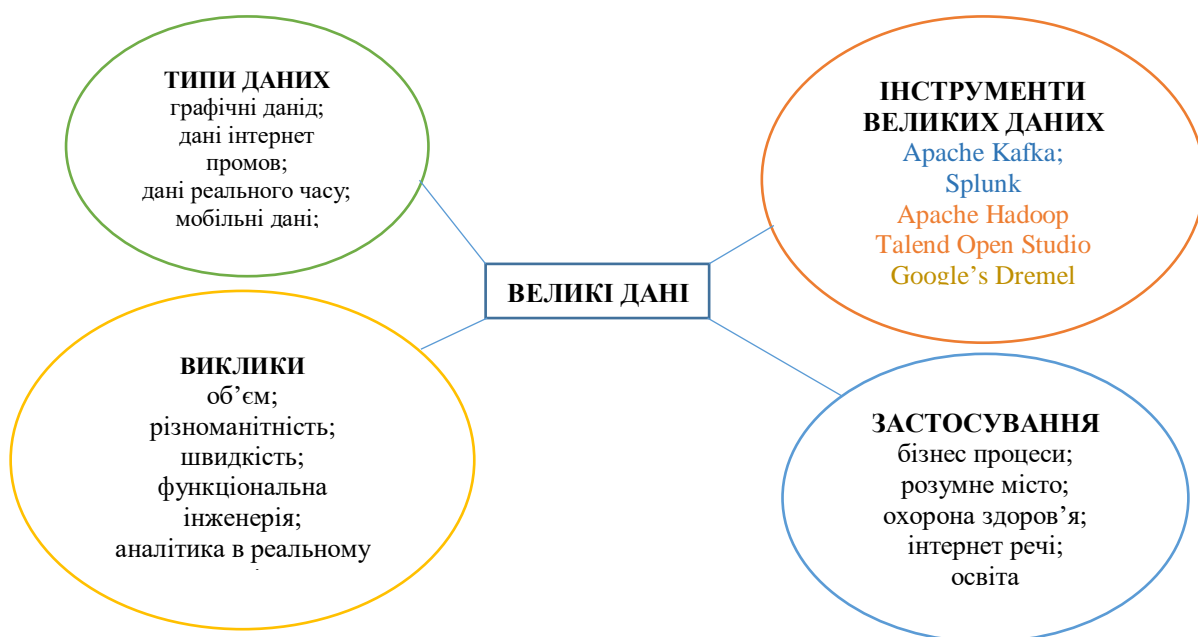 ТИПИ ДАНИХ
графічні данід;
дані інтернет
промов;
дані реального часу;
мобільні дані;
ІНСТРУМЕНТИ
ВЕЛИКИХ ДАНИХ
Apache Kafka;
Splunk
Apache Hadoop
Talend Open Studio
Google’s Dremel
ВЕЛИКІ ДАНІ
ВИКЛИКИ
об’єм;
різноманітність;
швидкість;
функціональна
інженерія;
аналітика в реальному
ЗАСТОСУВАННЯ
бізнес процеси;
розумне місто;
охорона здоров’я;
інтернет речі;
освіта